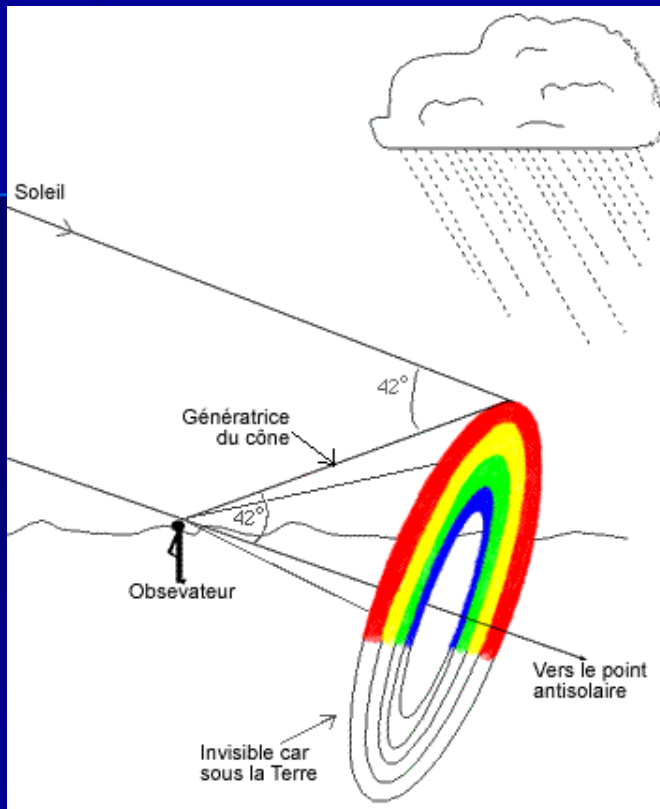 Soleil
42°
Génératrice
du cône
42°
Obsevateur
Vers le point
antisolaire
Invisible car
sous la Terre